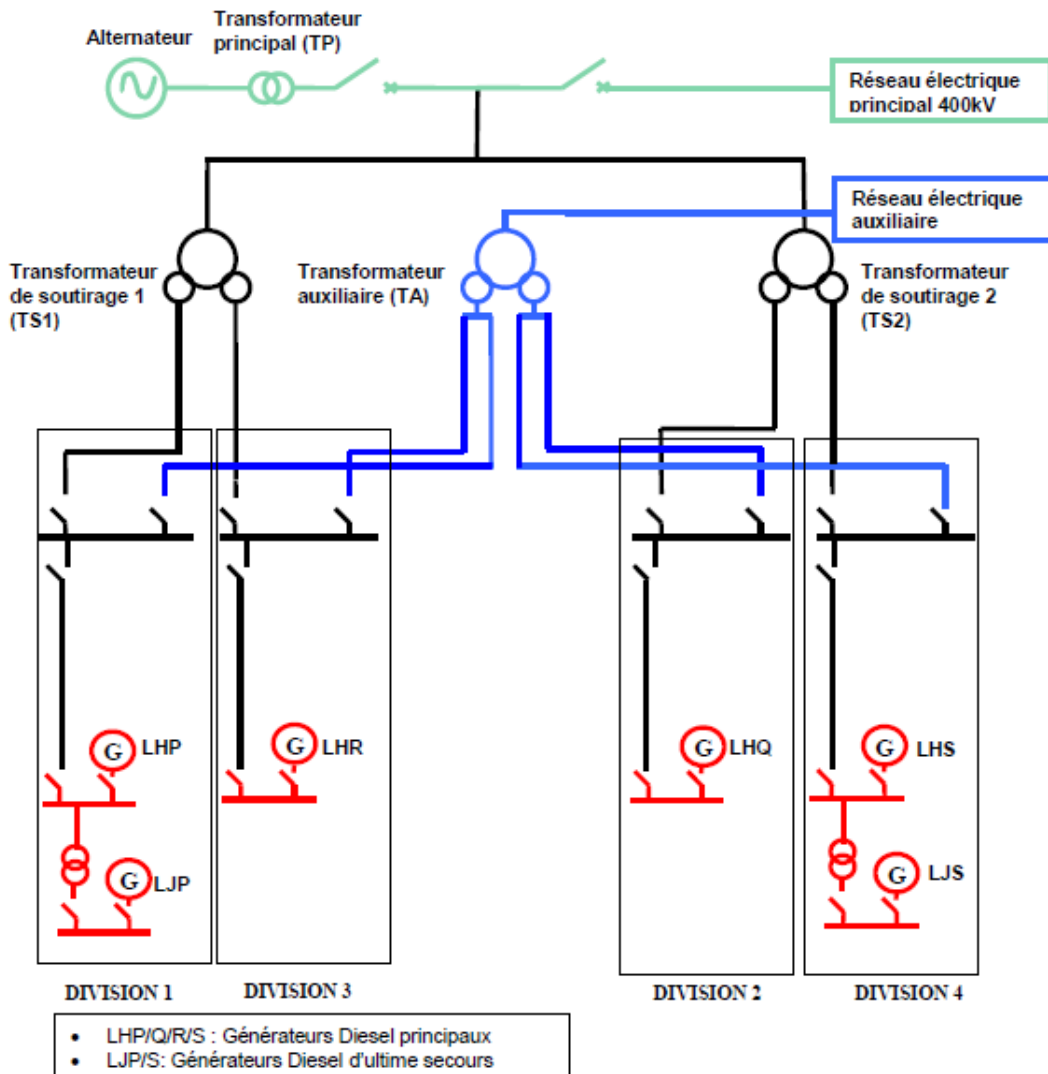 Alternateur
Transformateur
principal (TP)
Réseau électrique
principal 400kV
Réseau électrique
auxiliaire
Transformateur
de soutirage 1
(TS1)
Transformateur
auxiliaire (TA)
Transformateur
de soutirage 2
(TS2)
G LHP
G LHR
G LHQ
G LHS
G LJP
G LJS
DIVISION 1
DIVISION 3
DIVISION 2
DIVISION 4
• LHP/Q/R/S : Générateurs Diesel principaux
• LJP/S: Générateurs Diesel d'ultime secours